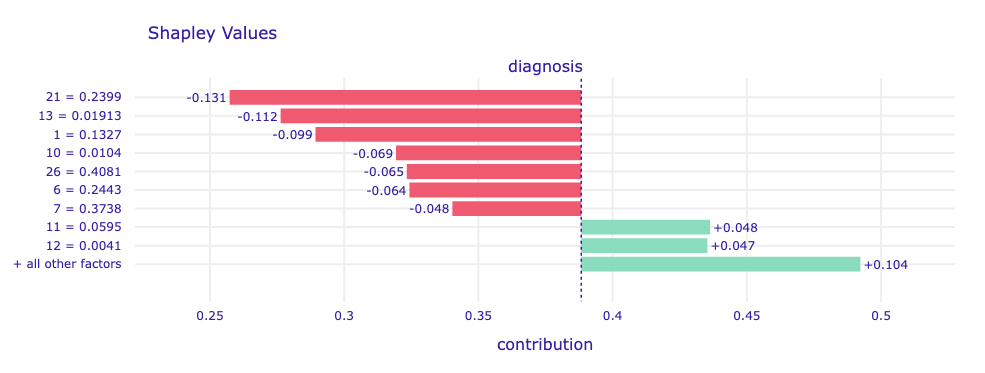 Shapley Values
diagnosis
21 = 0.2399 -0.131
13 = 0.01913 -0.112
1 = 0.1327 -0.099
10 = 0.0104 -0.069
26 = 0.4081 -0.065
6 = 0.2443 -0.064
7 = 0.3738 -0.048
11 = 0.0595 +0.048
12 = 0.0041 +0.047
+ all other factors +0.104
0.25 0.3 0.35 0.4 0.45 0.5
contribution